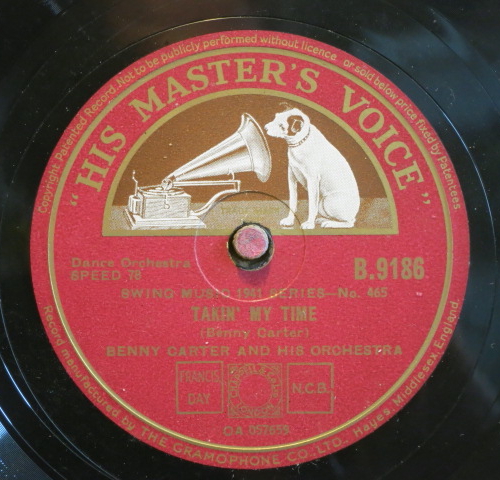 Copyright. Patented Record. Not to be publicly performed without licence or sold below price fixed by Patentees
"HIS MASTER'S VOICE"
Dance Orchestra
SPEED 78
B.9186
SWING MUSIC 1941 SERIES—No. 465
TAKIN' MY TIME
(Benny Carter)
BENNY CARTER AND HIS ORCHESTRA
FRANCIS
DAY
N.C.B.
OA 057655
Record manufactured by THE GRAMOPHONE CO. LTD. Hayes, Middlesex, England.